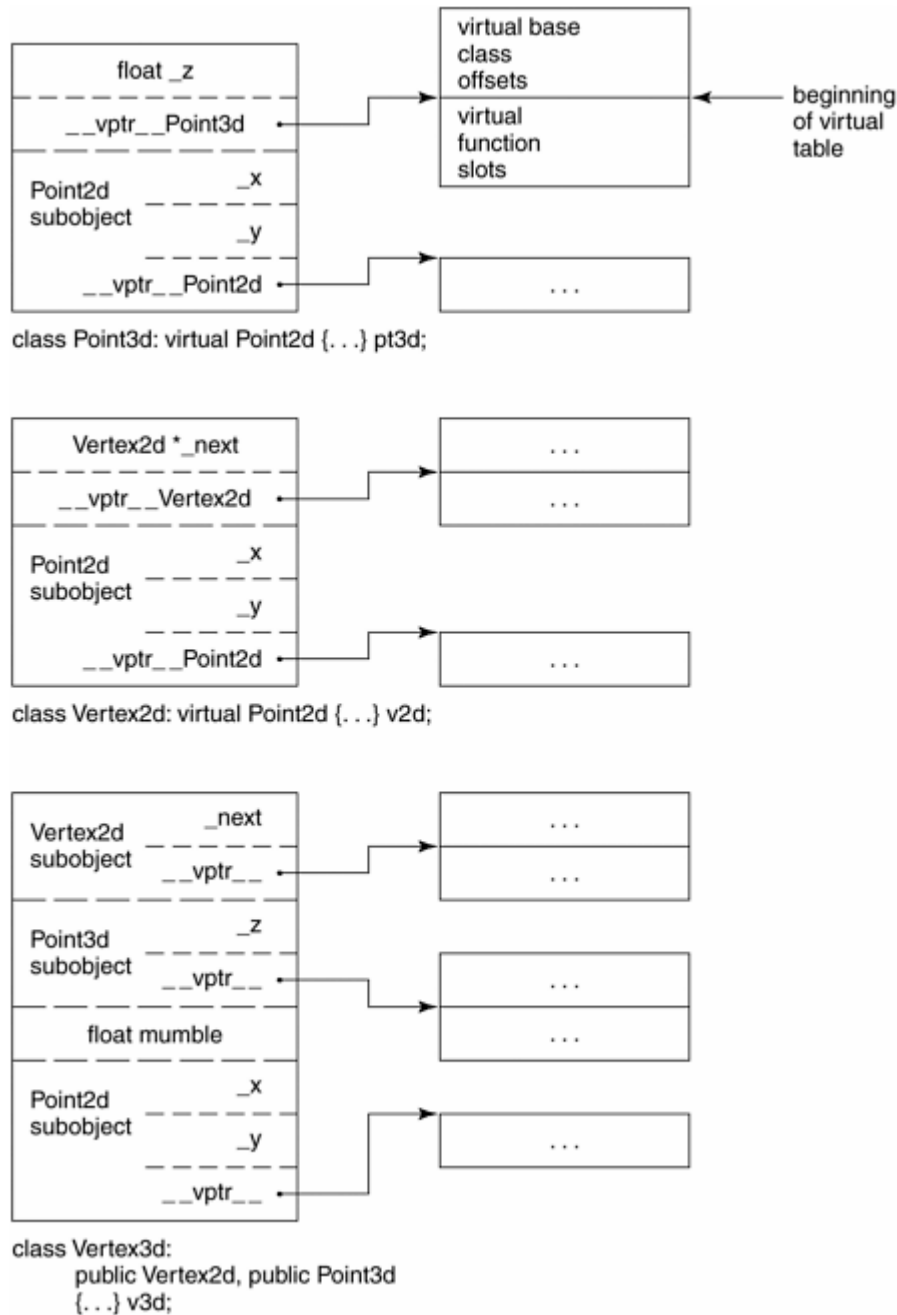 float _z
__vptr__Point3d
Point2d
subobject
_x
_y
__vptr__Point2d
virtual base
class
offsets
virtual
function
slots
beginning
of virtual
table
. . .
class Point3d: virtual Point2d {. . .} pt3d;
Vertex2d *_next
__vptr__Vertex2d
Point2d
subobject
_x
_y
__vptr__Point2d
. . .
. . .
. . .
class Vertex2d: virtual Point2d {. . .} v2d;
Vertex2d
subobject
_next
__vptr__
Point3d
subobject
_z
__vptr__
float mumble
Point2d
subobject
_x
_y
__vptr__
. . .
. . .
. . .
. . .
. . .
class Vertex3d:
public Vertex2d, public Point3d
{. . .} v3d;